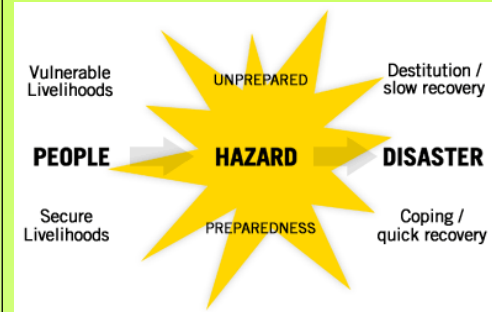 Vulnerable
Livelihoods
UNPREPARED
Destitution /
slow recovery
PEOPLE
HAZARD
DISASTER
Secure
Livelihoods
PREPAREDNESS
Coping /
quick recovery